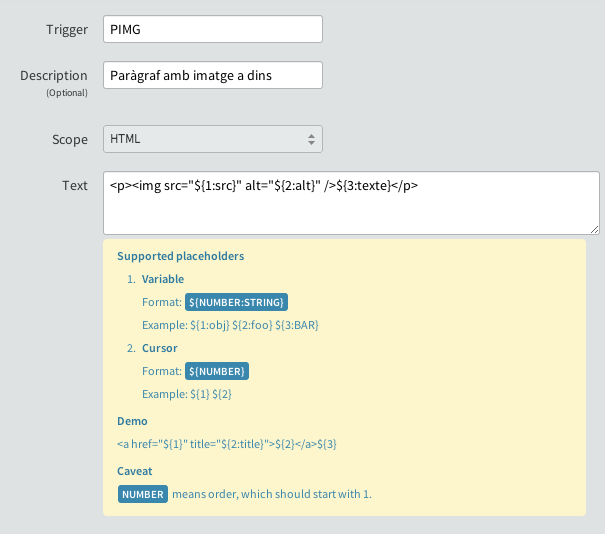 Trigger PIMG
Description Paràgraf amb imatge a dins
(Optional)
Scope HTML
Text <p><img src="${1:src}" alt="${2:alt}" />${3:texte}</p>
Supported placeholders
1. Variable
Format: ${NUMBER:STRING}
Example: ${1:obj} ${2:foo} ${3:BAR}
2. Cursor
Format: ${NUMBER}
Example: ${1} ${2}
Demo
<a href="${1}" title="${2:title}">${2}</a>${3}
Caveat
NUMBER means order, which should start with 1.